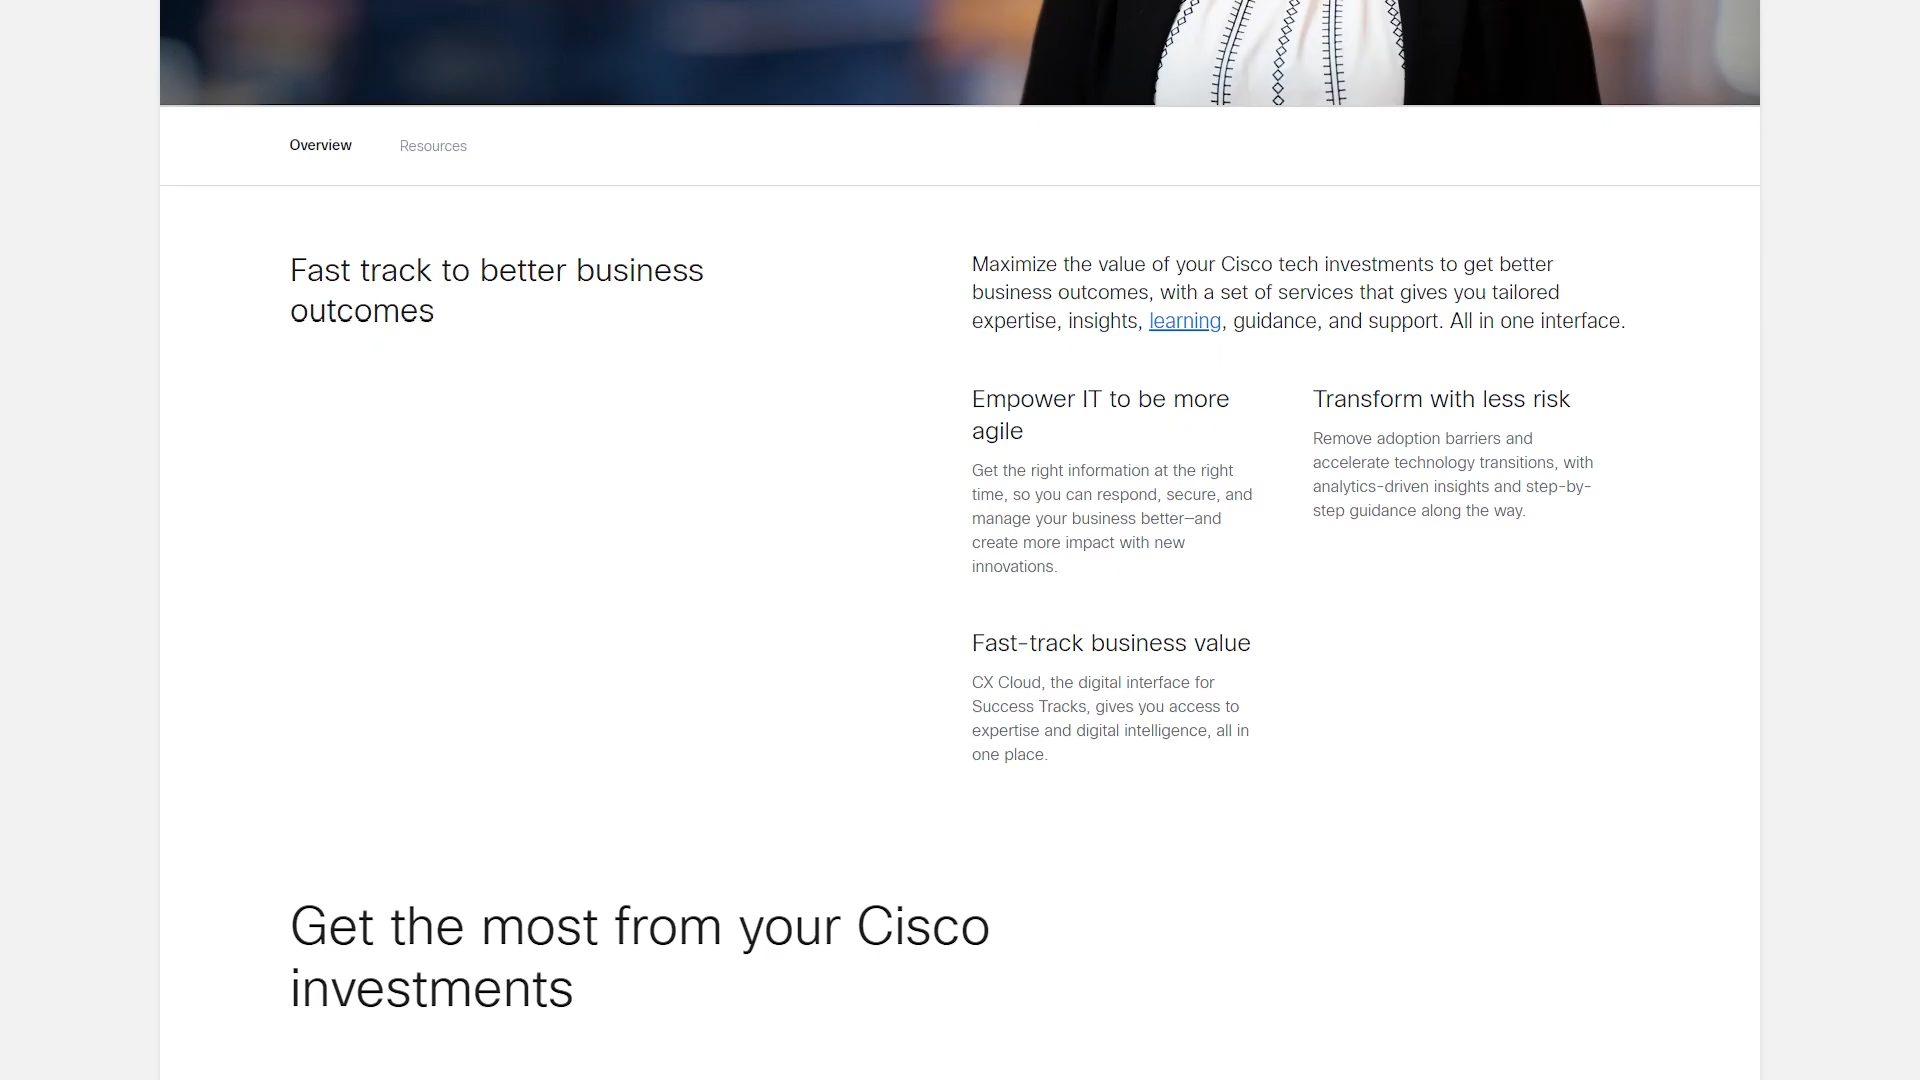 Overview
Resources
Fast track to better business
outcomes
Maximize the value of your Cisco tech investments to get better
business outcomes, with a set of services that gives you tailored
expertise, insights, learning, guidance, and support. All in one interface.
Empower IT to be more
agile
Get the right information at the right
time, so you can respond, secure, and
manage your business better—and
create more impact with new
innovations.
Transform with less risk
Remove adoption barriers and
accelerate technology transitions, with
analytics-driven insights and step-by-
step guidance along the way.
Fast-track business value
CX Cloud, the digital interface for
Success Tracks, gives you access to
expertise and digital intelligence, all in
one place.
Get the most from your Cisco
investments